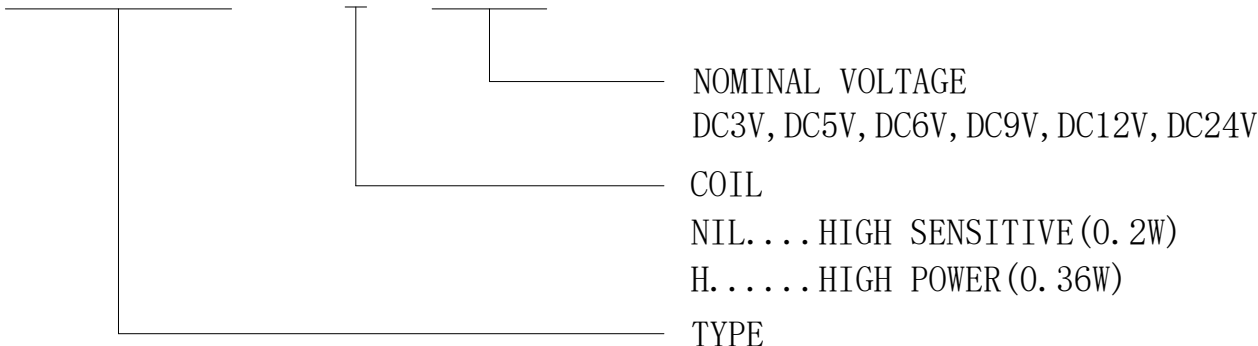 NOMINAL VOLTAGE
DC3V,DC5V,DC6V,DC9V,DC12V,DC24V
COIL
NIL....HIGH SENSITIVE(0.2W)
H......HIGH POWER(0.36W)
TYPE